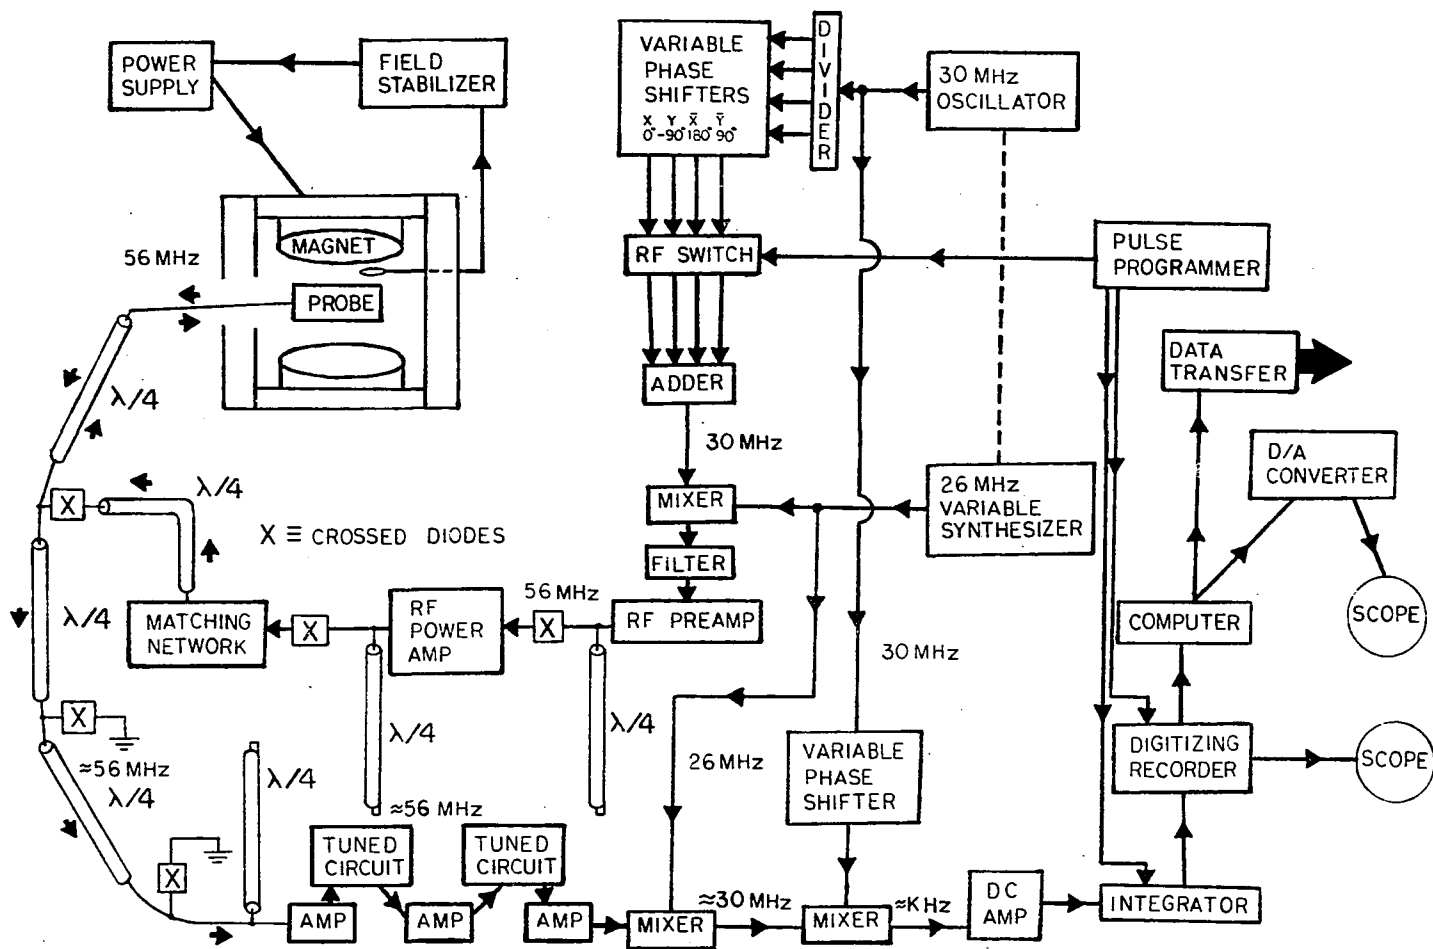 POWER
SUPPLY
FIELD
STABILIZER
VARIABLE
PHASE
SHIFTERS
X Y X̄ Ȳ
0° -90° 180° 90°
DIVIDER
30 MHz
OSCILLATOR
56 MHz
MAGNET
PROBE
RF SWITCH
PULSE
PROGRAMMER
ADDER
DATA
TRANSFER
λ/4
30 MHz
D/A
CONVERTER
λ/4
X
X ≡ CROSSED DIODES
MIXER
26 MHz
VARIABLE
SYNTHESIZER
FILTER
λ/4
MATCHING
NETWORK
X
RF
POWER
AMP
56 MHz
X
RF PREAMP
COMPUTER
SCOPE
30 MHz
X
≈56 MHz
λ/4
λ/4
λ/4
≈56 MHz
λ/4
26 MHz
VARIABLE
PHASE
SHIFTER
DIGITIZING
RECORDER
SCOPE
X
TUNED
CIRCUIT
TUNED
CIRCUIT
AMP
AMP
AMP
MIXER
≈30 MHz
MIXER
≈KHz
DC
AMP
INTEGRATOR